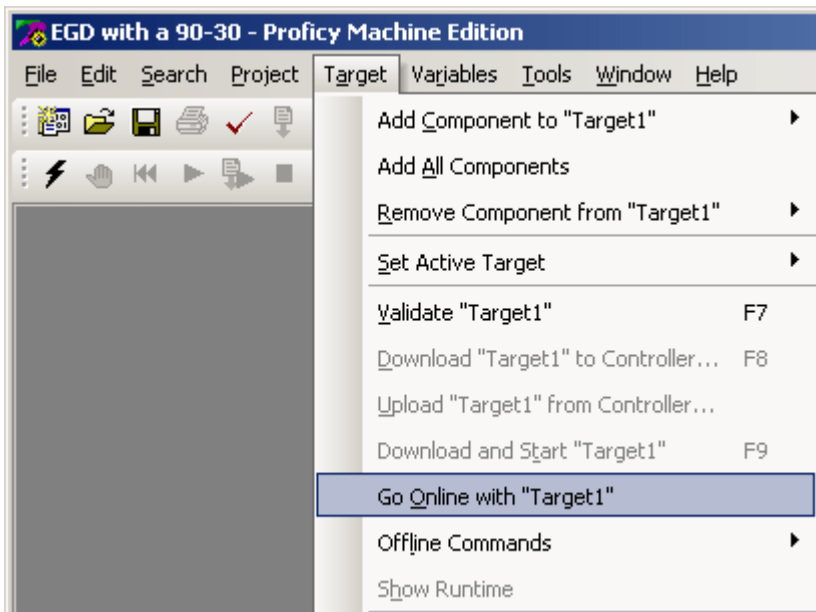 EGD with a 90-30 - Proficy Machine Edition
File Edit Search Project Target Variables Tools Window Help
Add Component to "Target1"
Add All Components
Remove Component from "Target1"
Set Active Target
Validate "Target1" F7
Download "Target1" to Controller... F8
Upload "Target1" from Controller...
Download and Start "Target1" F9
Go Online with "Target1"
Offline Commands
Show Runtime